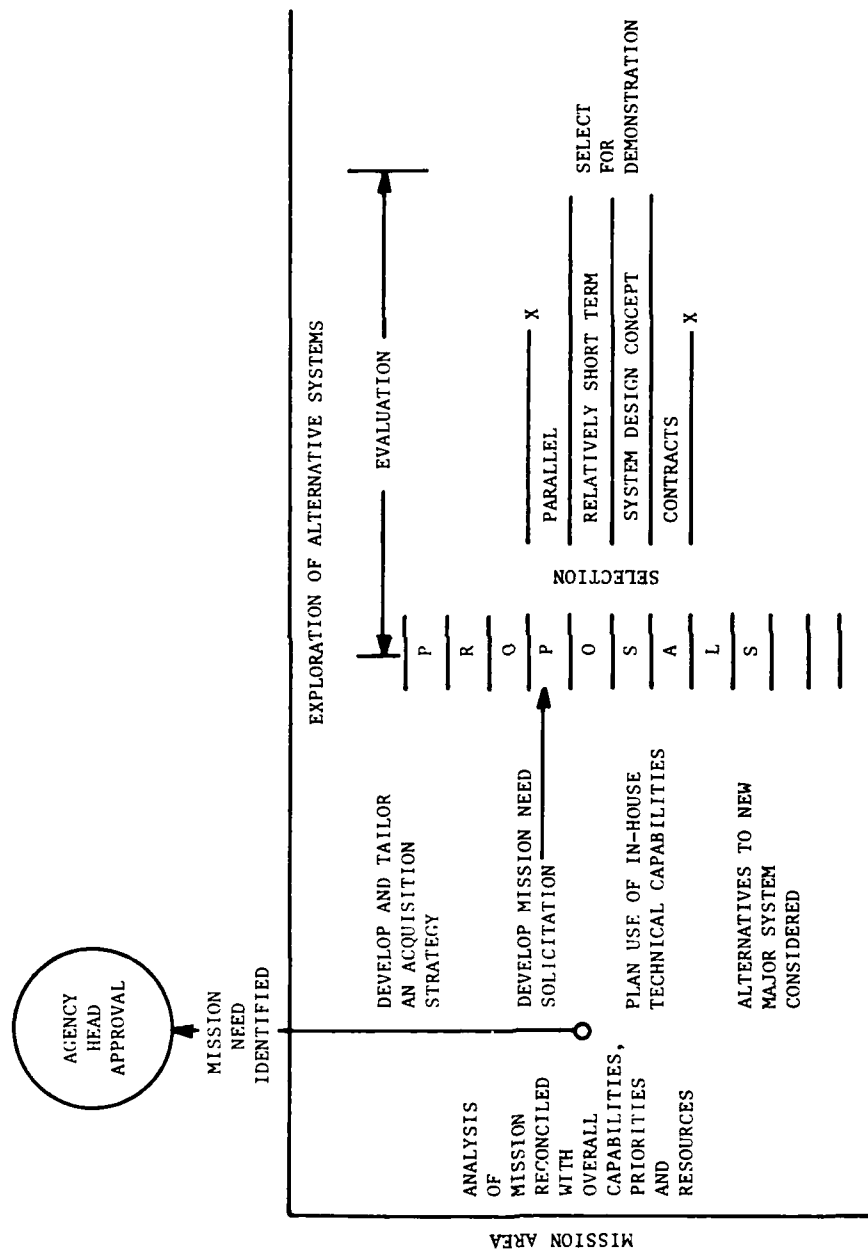 AGENCY
HEAD
APPROVAL
MISSION
NEED
IDENTIFIED
EXPLORATION OF ALTERNATIVE SYSTEMS
MISSION AREA
ANALYSIS
OF
MISSION
RECONCILED
WITH
OVERALL
CAPABILITIES,
PRIORITIES
AND
RESOURCES
DEVELOP AND TAILOR
AN ACQUISITION
STRATEGY
DEVELOP MISSION NEED
SOLICITATION
PLAN USE OF IN-HOUSE
TECHNICAL CAPABILITIES
ALTERNATIVES TO NEW
MAJOR SYSTEM
CONSIDERED
P
R
O
P
O
S
A
L
S
SELECTION
EVALUATION
X
PARALLEL
RELATIVELY SHORT TERM
SYSTEM DESIGN CONCEPT
CONTRACTS
X
SELECT
FOR
DEMONSTRATION